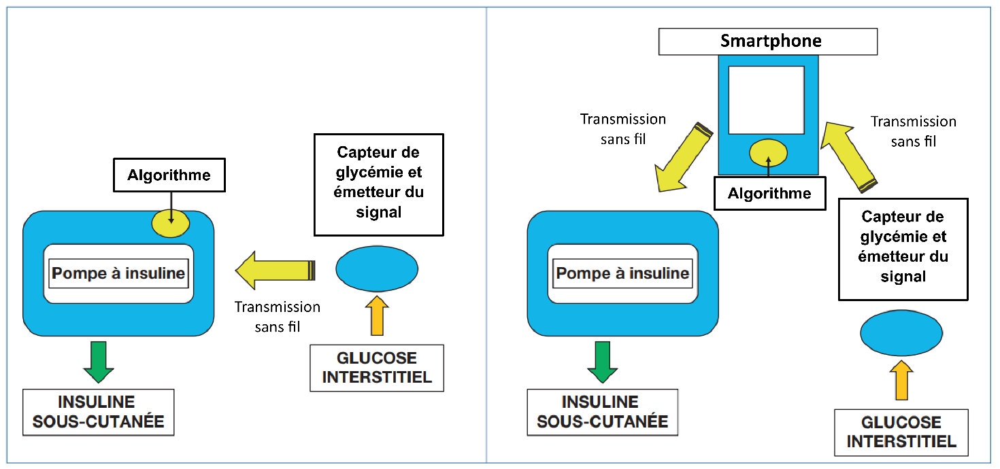 Algorithme
Capteur de
glycémie et
émetteur du
signal
Pompe à insuline
Transmission
sans fil
GLUCOSE
INTERSTITIEL
INSULINE
SOUS-CUTANÉE
Smartphone
Transmission
sans fil
Transmission
sans fil
Algorithme
Capteur de
glycémie et
émetteur du
signal
Pompe à insuline
INSULINE
SOUS-CUTANÉE
GLUCOSE
INTERSTITIEL